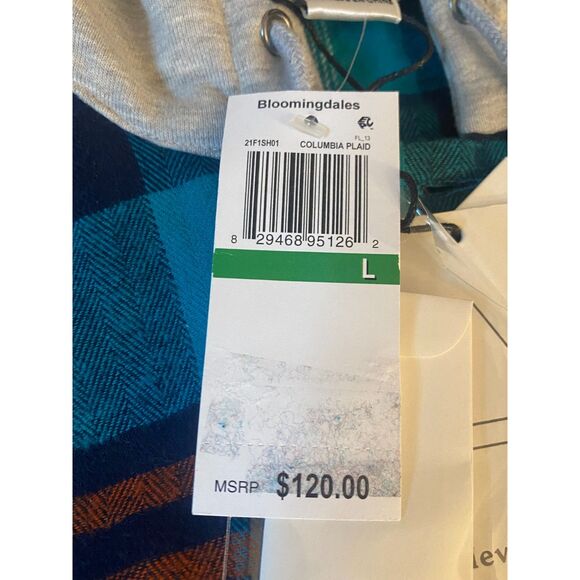 Bloomingdales
FL_13
21F1SH01 COLUMBIA PLAID
8 29468 95126 2
L
MSRP $120.00